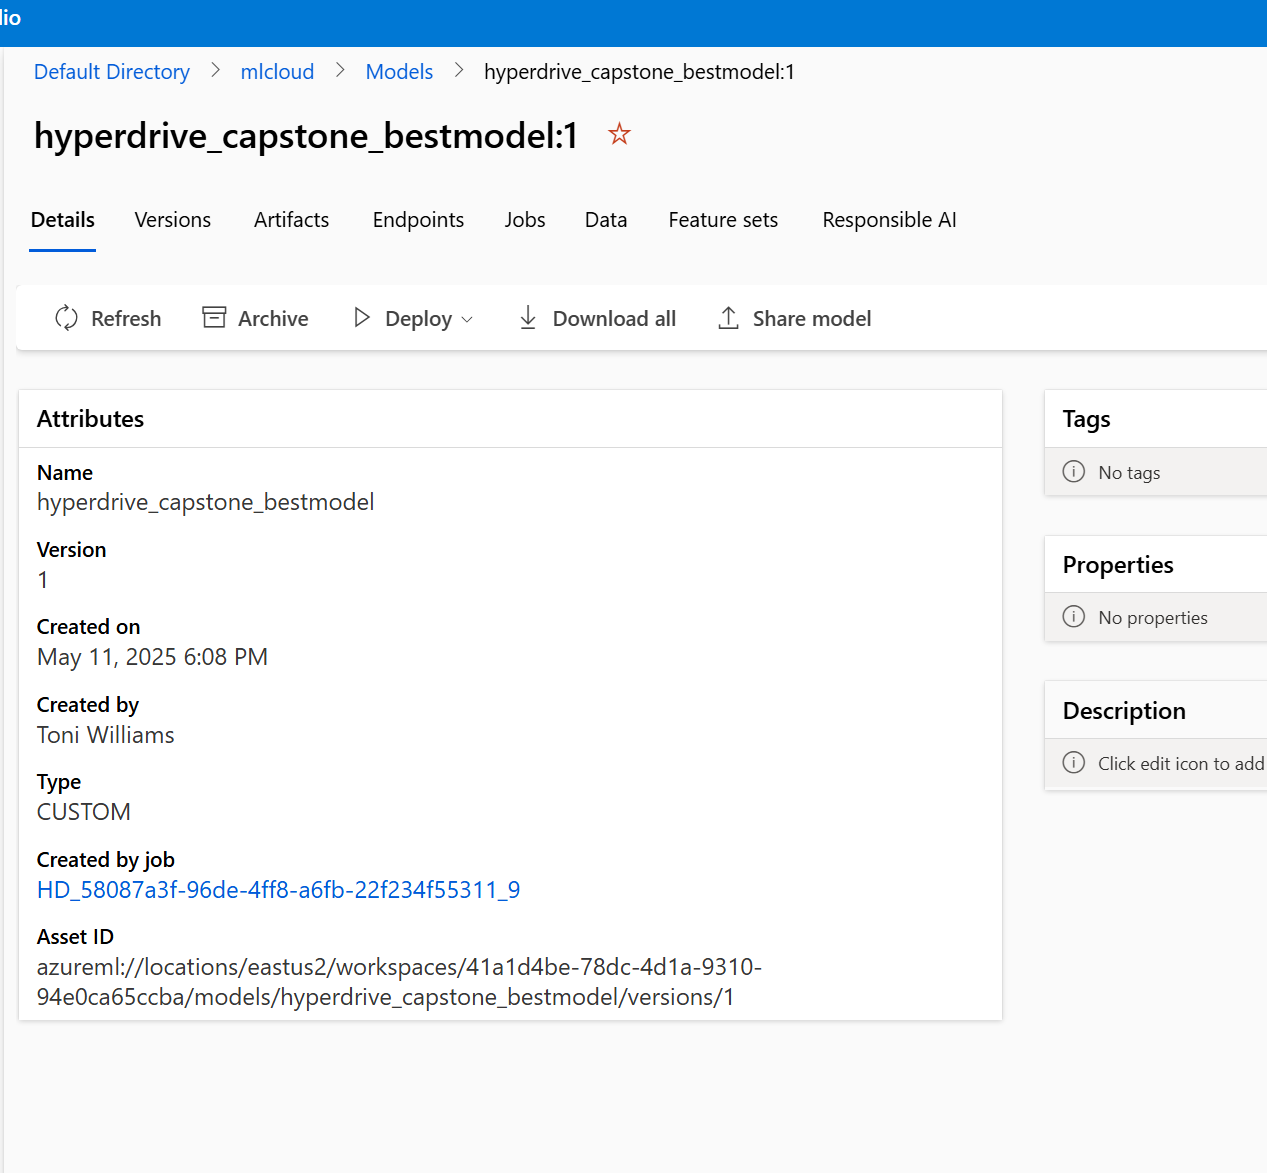 dio
Default Directory > mlcloud > Models > hyperdrive_capstone_bestmodel:1
hyperdrive_capstone_bestmodel:1
Details Versions Artifacts Endpoints Jobs Data Feature sets Responsible AI
Refresh Archive Deploy Download all Share model
Attributes
Name
hyperdrive_capstone_bestmodel
Version
1
Created on
May 11, 2025 6:08 PM
Created by
Toni Williams
Type
CUSTOM
Created by job
HD_58087a3f-96de-4ff8-a6fb-22f234f55311_9
Asset ID
azureml://locations/eastus2/workspaces/41a1d4be-78dc-4d1a-9310-
94e0ca65ccba/models/hyperdrive_capstone_bestmodel/versions/1
Tags
No tags
Properties
No properties
Description
Click edit icon to add